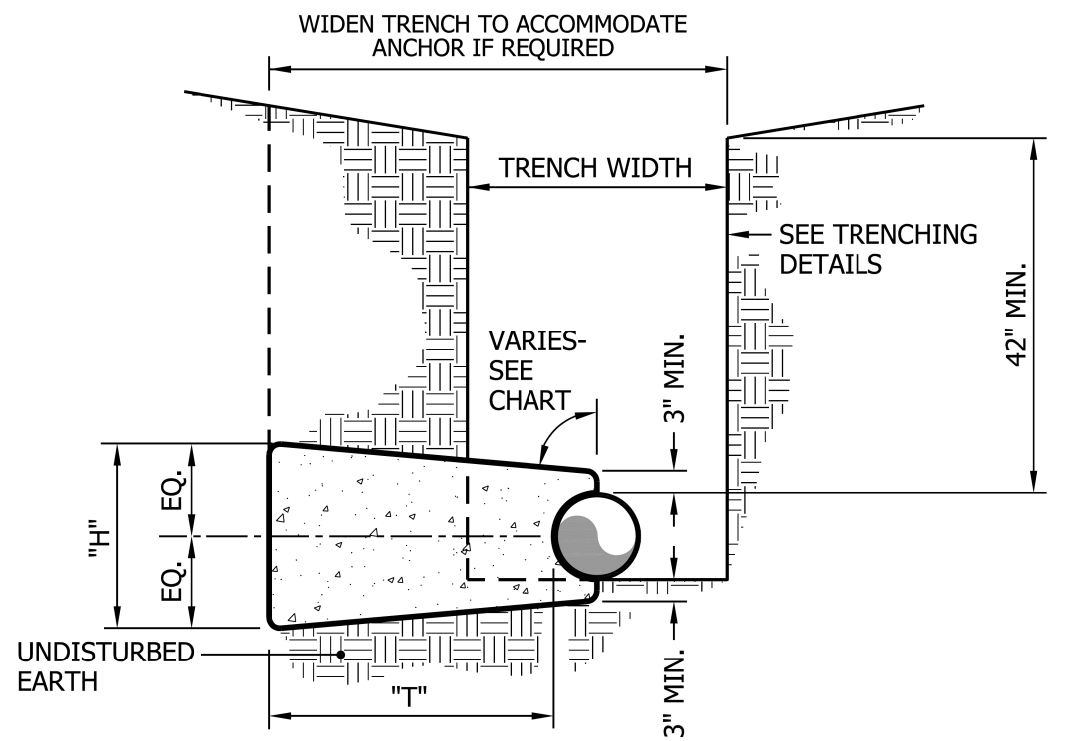 WIDEN TRENCH TO ACCOMMODATE
ANCHOR IF REQUIRED
TRENCH WIDTH
SEE TRENCHING
DETAILS
42" MIN.
VARIES-
SEE
CHART
3" MIN.
EQ.
"H"
EQ.
UNDISTURBED
EARTH
"T"
3" MIN.